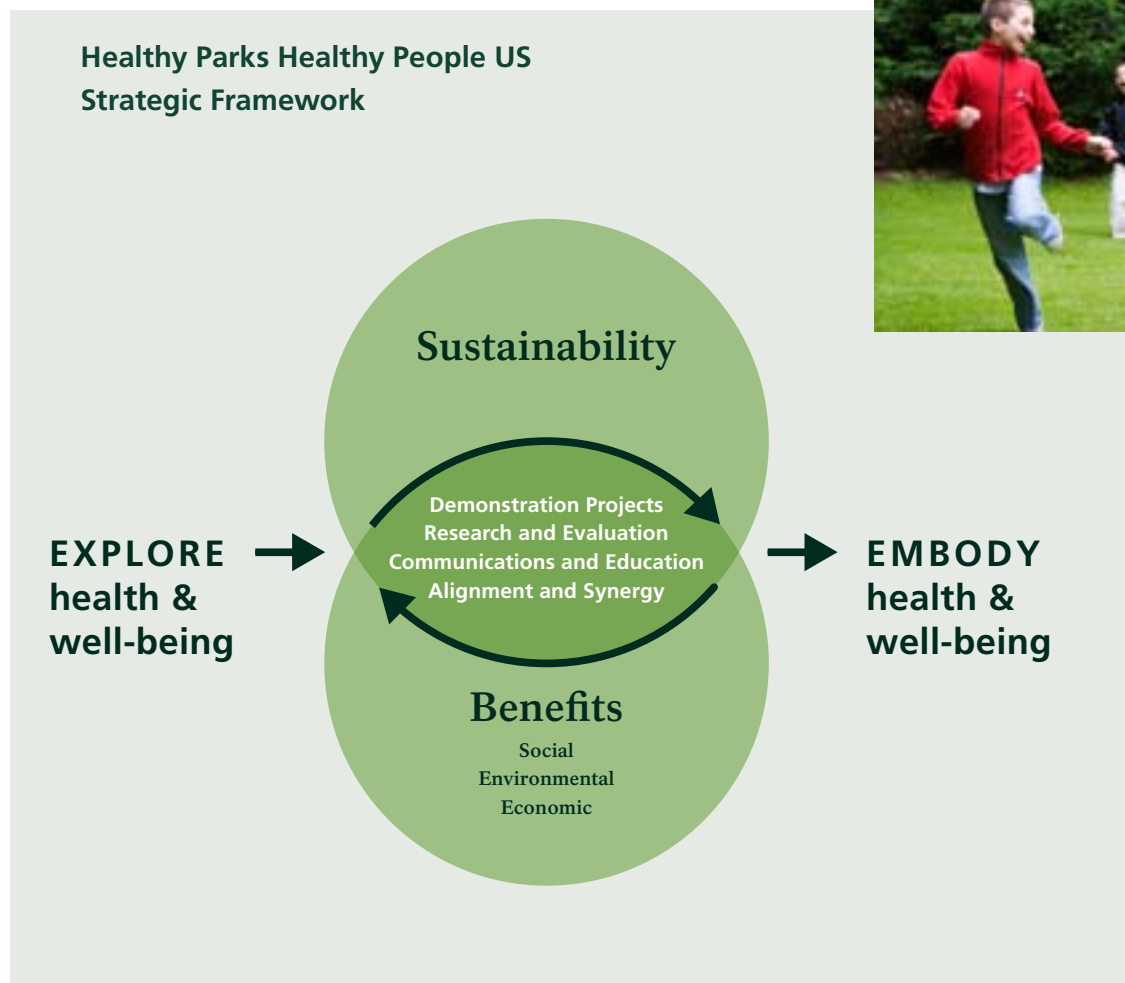 Healthy Parks Healthy People US
Strategic Framework
Sustainability
Demonstration Projects
Research and Evaluation
Communications and Education
Alignment and Synergy
EXPLORE
health &
well-being
EMBODY
health &
well-being
Benefits
Social
Environmental
Economic